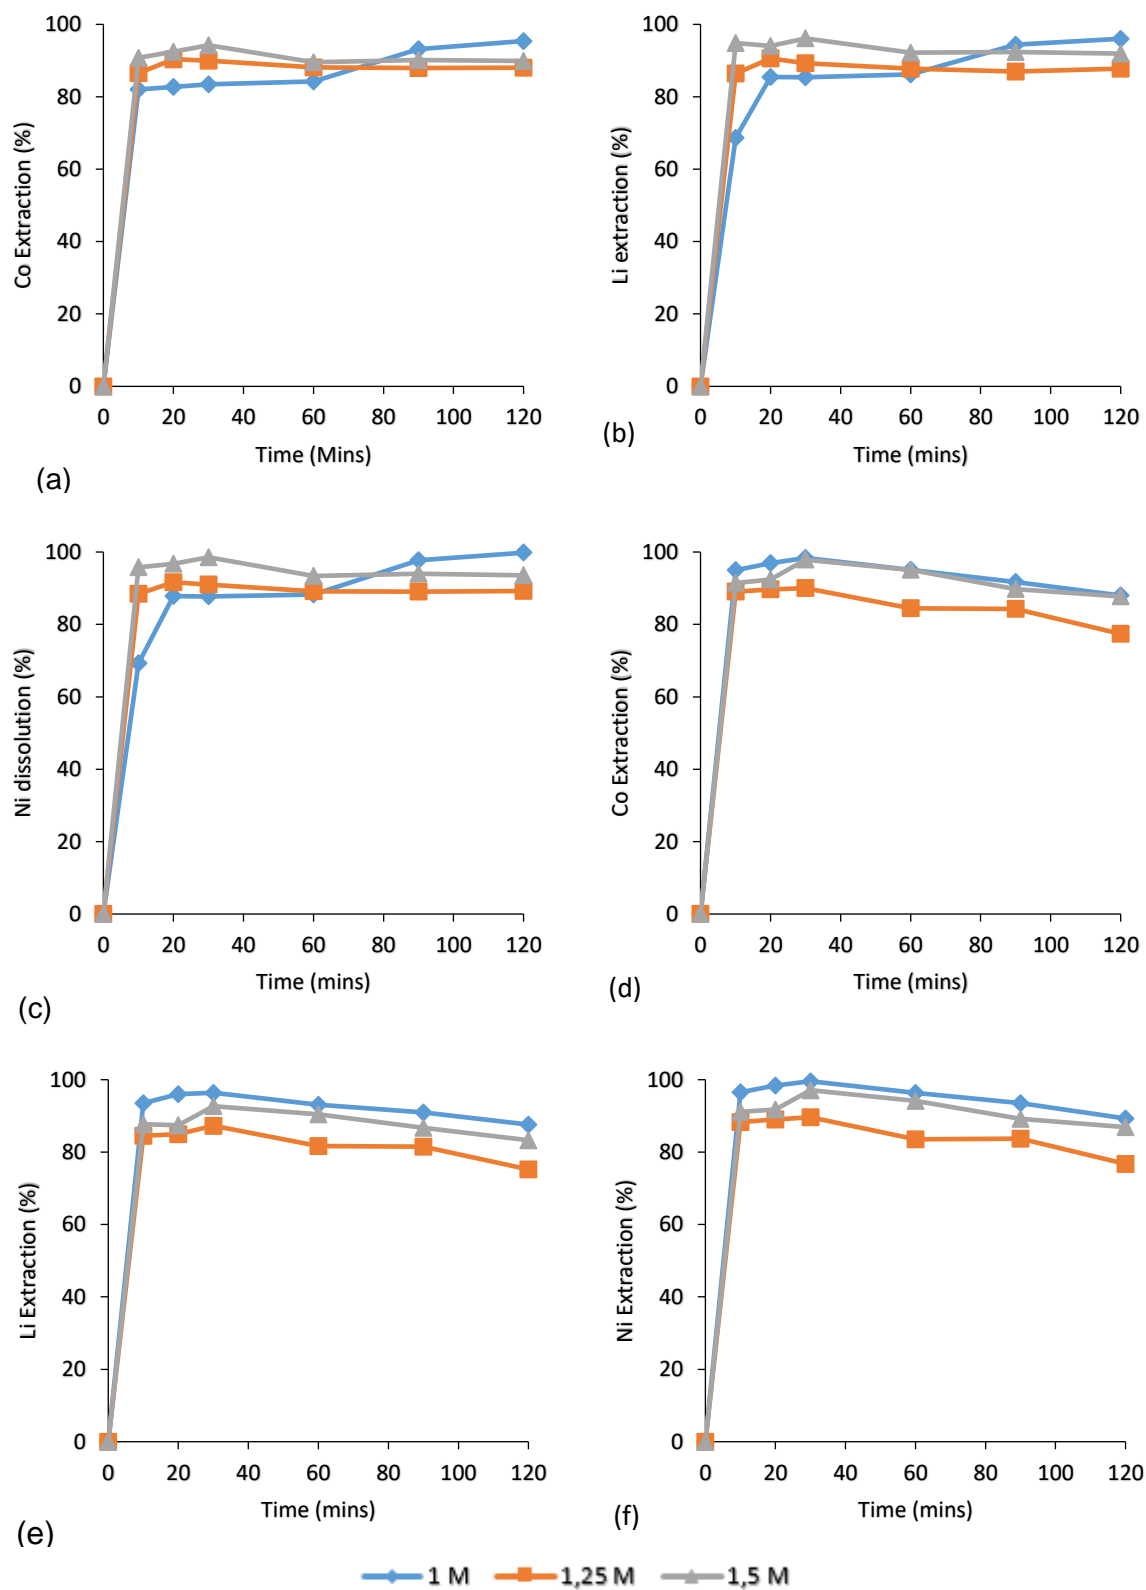 100
80
60
40
20
0
Co Extraction (%)
0 20 40 60 80 100 120
Time (Mins)
(a)
100
80
60
40
20
0
Li extraction (%)
0 20 40 60 80 100 120
Time (mins)
(b)
100
80
60
40
20
0
Ni dissolution (%)
0 20 40 60 80 100 120
Time (mins)
(c)
100
80
60
40
20
0
Co Extraction (%)
0 20 40 60 80 100 120
Time (mins)
(d)
100
80
60
40
20
0
Li Extraction (%)
0 20 40 60 80 100 120
Time (mins)
(e)
100
80
60
40
20
0
Ni Extraction (%)
0 20 40 60 80 100 120
Time (mins)
(f)
1 M 1,25 M 1,5 M